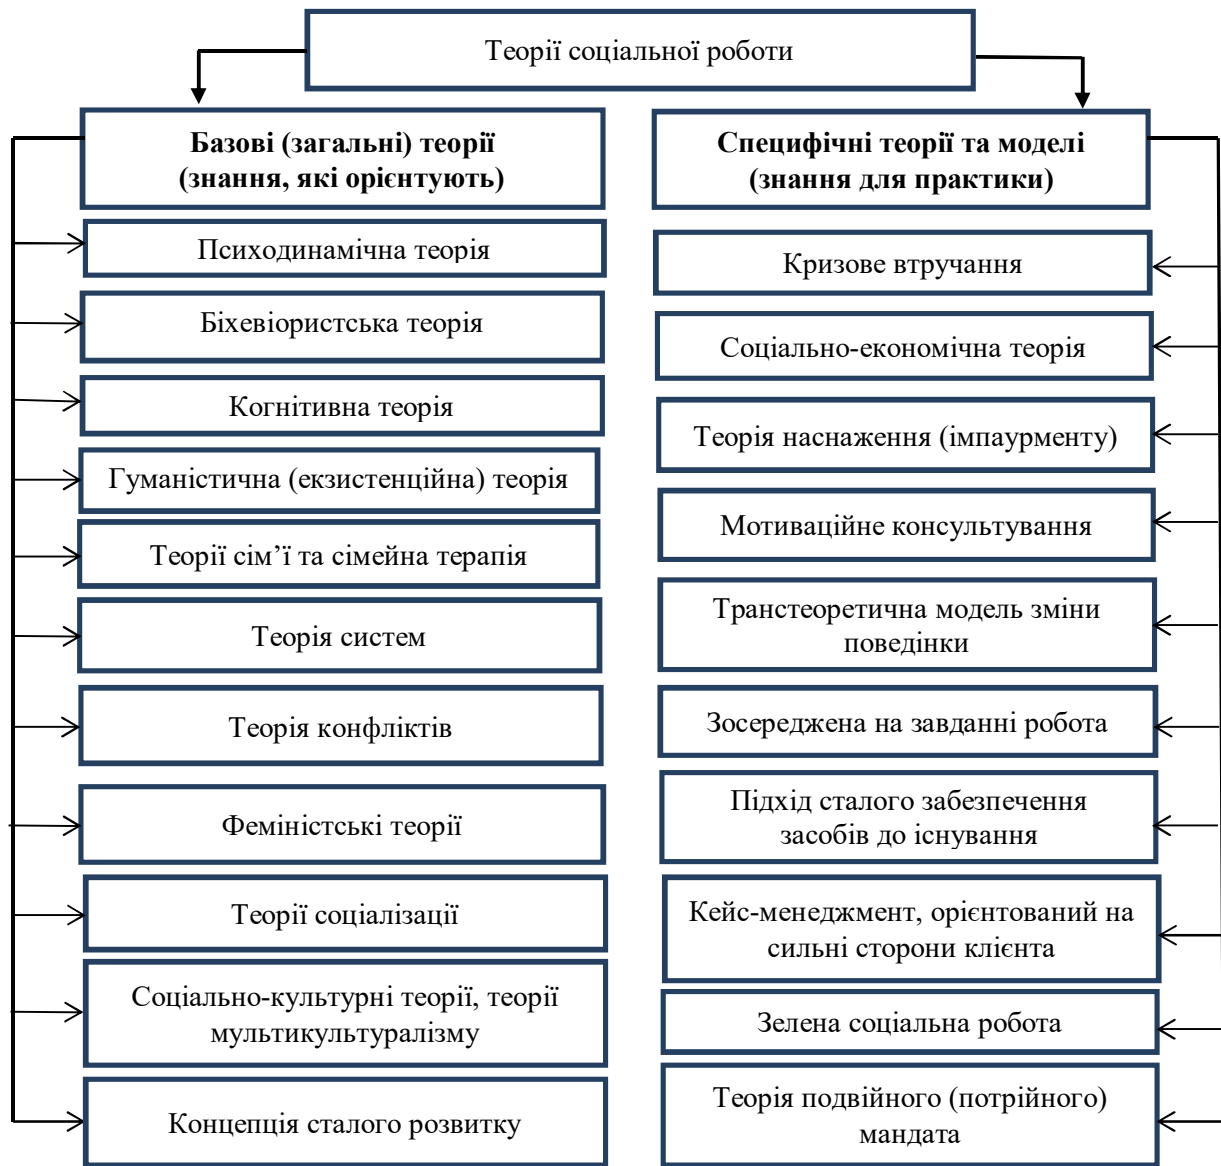 Теорії соціальної роботи
Базові (загальні) теорії
(знання, які орієнтують)
Психодинамічна теорія
Біхевіористська теорія
Когнітивна теорія
Гуманістична (екзистенційна) теорія
Теорії сім’ї та сімейна терапія
Теорія систем
Теорія конфліктів
Феміністські теорії
Теорії соціалізації
Соціально-культурні теорії, теорії
мультикультуралізму
Концепція сталого розвитку
Специфічні теорії та моделі
(знання для практики)
Кризове втручання
Соціально-економічна теорія
Теорія наснаження (імпаурменту)
Мотиваційне консультування
Транстеоретична модель зміни
поведінки
Зосереджена на завданні робота
Підхід сталого забезпечення
засобів до існування
Кейс-менеджмент, орієнтований на
сильні сторони клієнта
Зелена соціальна робота
Теорія подвійного (потрійного)
мандата